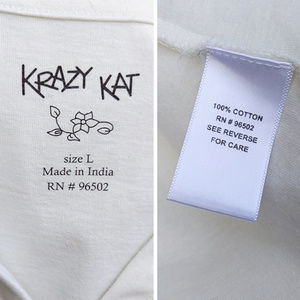 KRAZY KAT
size L
Made in India
RN # 96502
100% COTTON
RN # 96502
SEE REVERSE
FOR CARE